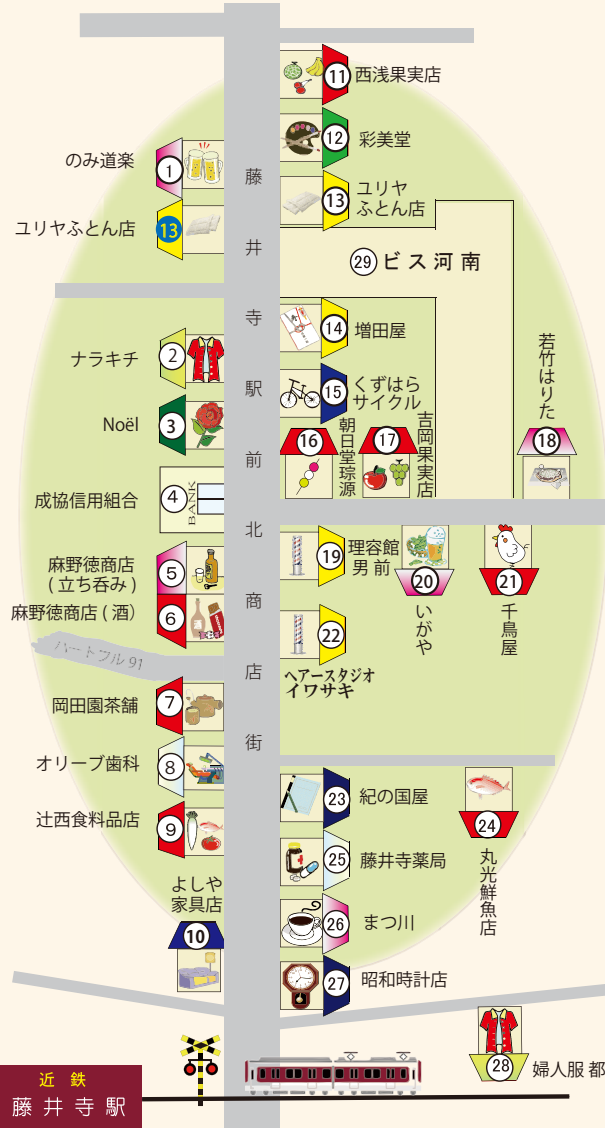 11 西浅果実店
12 彩美堂
のみ道楽 1
13 ユリヤ
ふとん店
ユリヤふとん店 13
29 ビス河南
藤井寺駅前北商店街
14 増田屋
ナラキチ 2
15 くずはら
サイクル
若竹はりた 18
Noël 3
16 朝日堂琮源
17 吉岡果実店
成協信用組合 4 BANK
19 理容館
男前
20 いがや
21 千鳥屋
麻野徳商店
(立ち呑み) 5
麻野徳商店(酒) 6
酒
22
ヘアースタジオ
イワサキ
ハートフル91
岡田園茶舗 7
オリーブ歯科 8
23 紀の国屋
24 丸光鮮魚店
辻西食料品店 9
25 藤井寺薬局
よしや
家具店
10
26 まつ川
27 昭和時計店
28 婦人服 都
近鉄
藤井寺駅